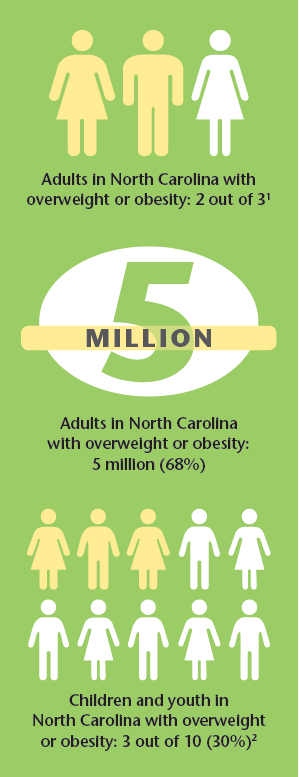 Adults in North Carolina with
overweight or obesity: 2 out of 3¹
5
MILLION
Adults in North Carolina
with overweight or obesity:
5 million (68%)
Children and youth in
North Carolina with overweight
or obesity: 3 out of 10 (30%)²